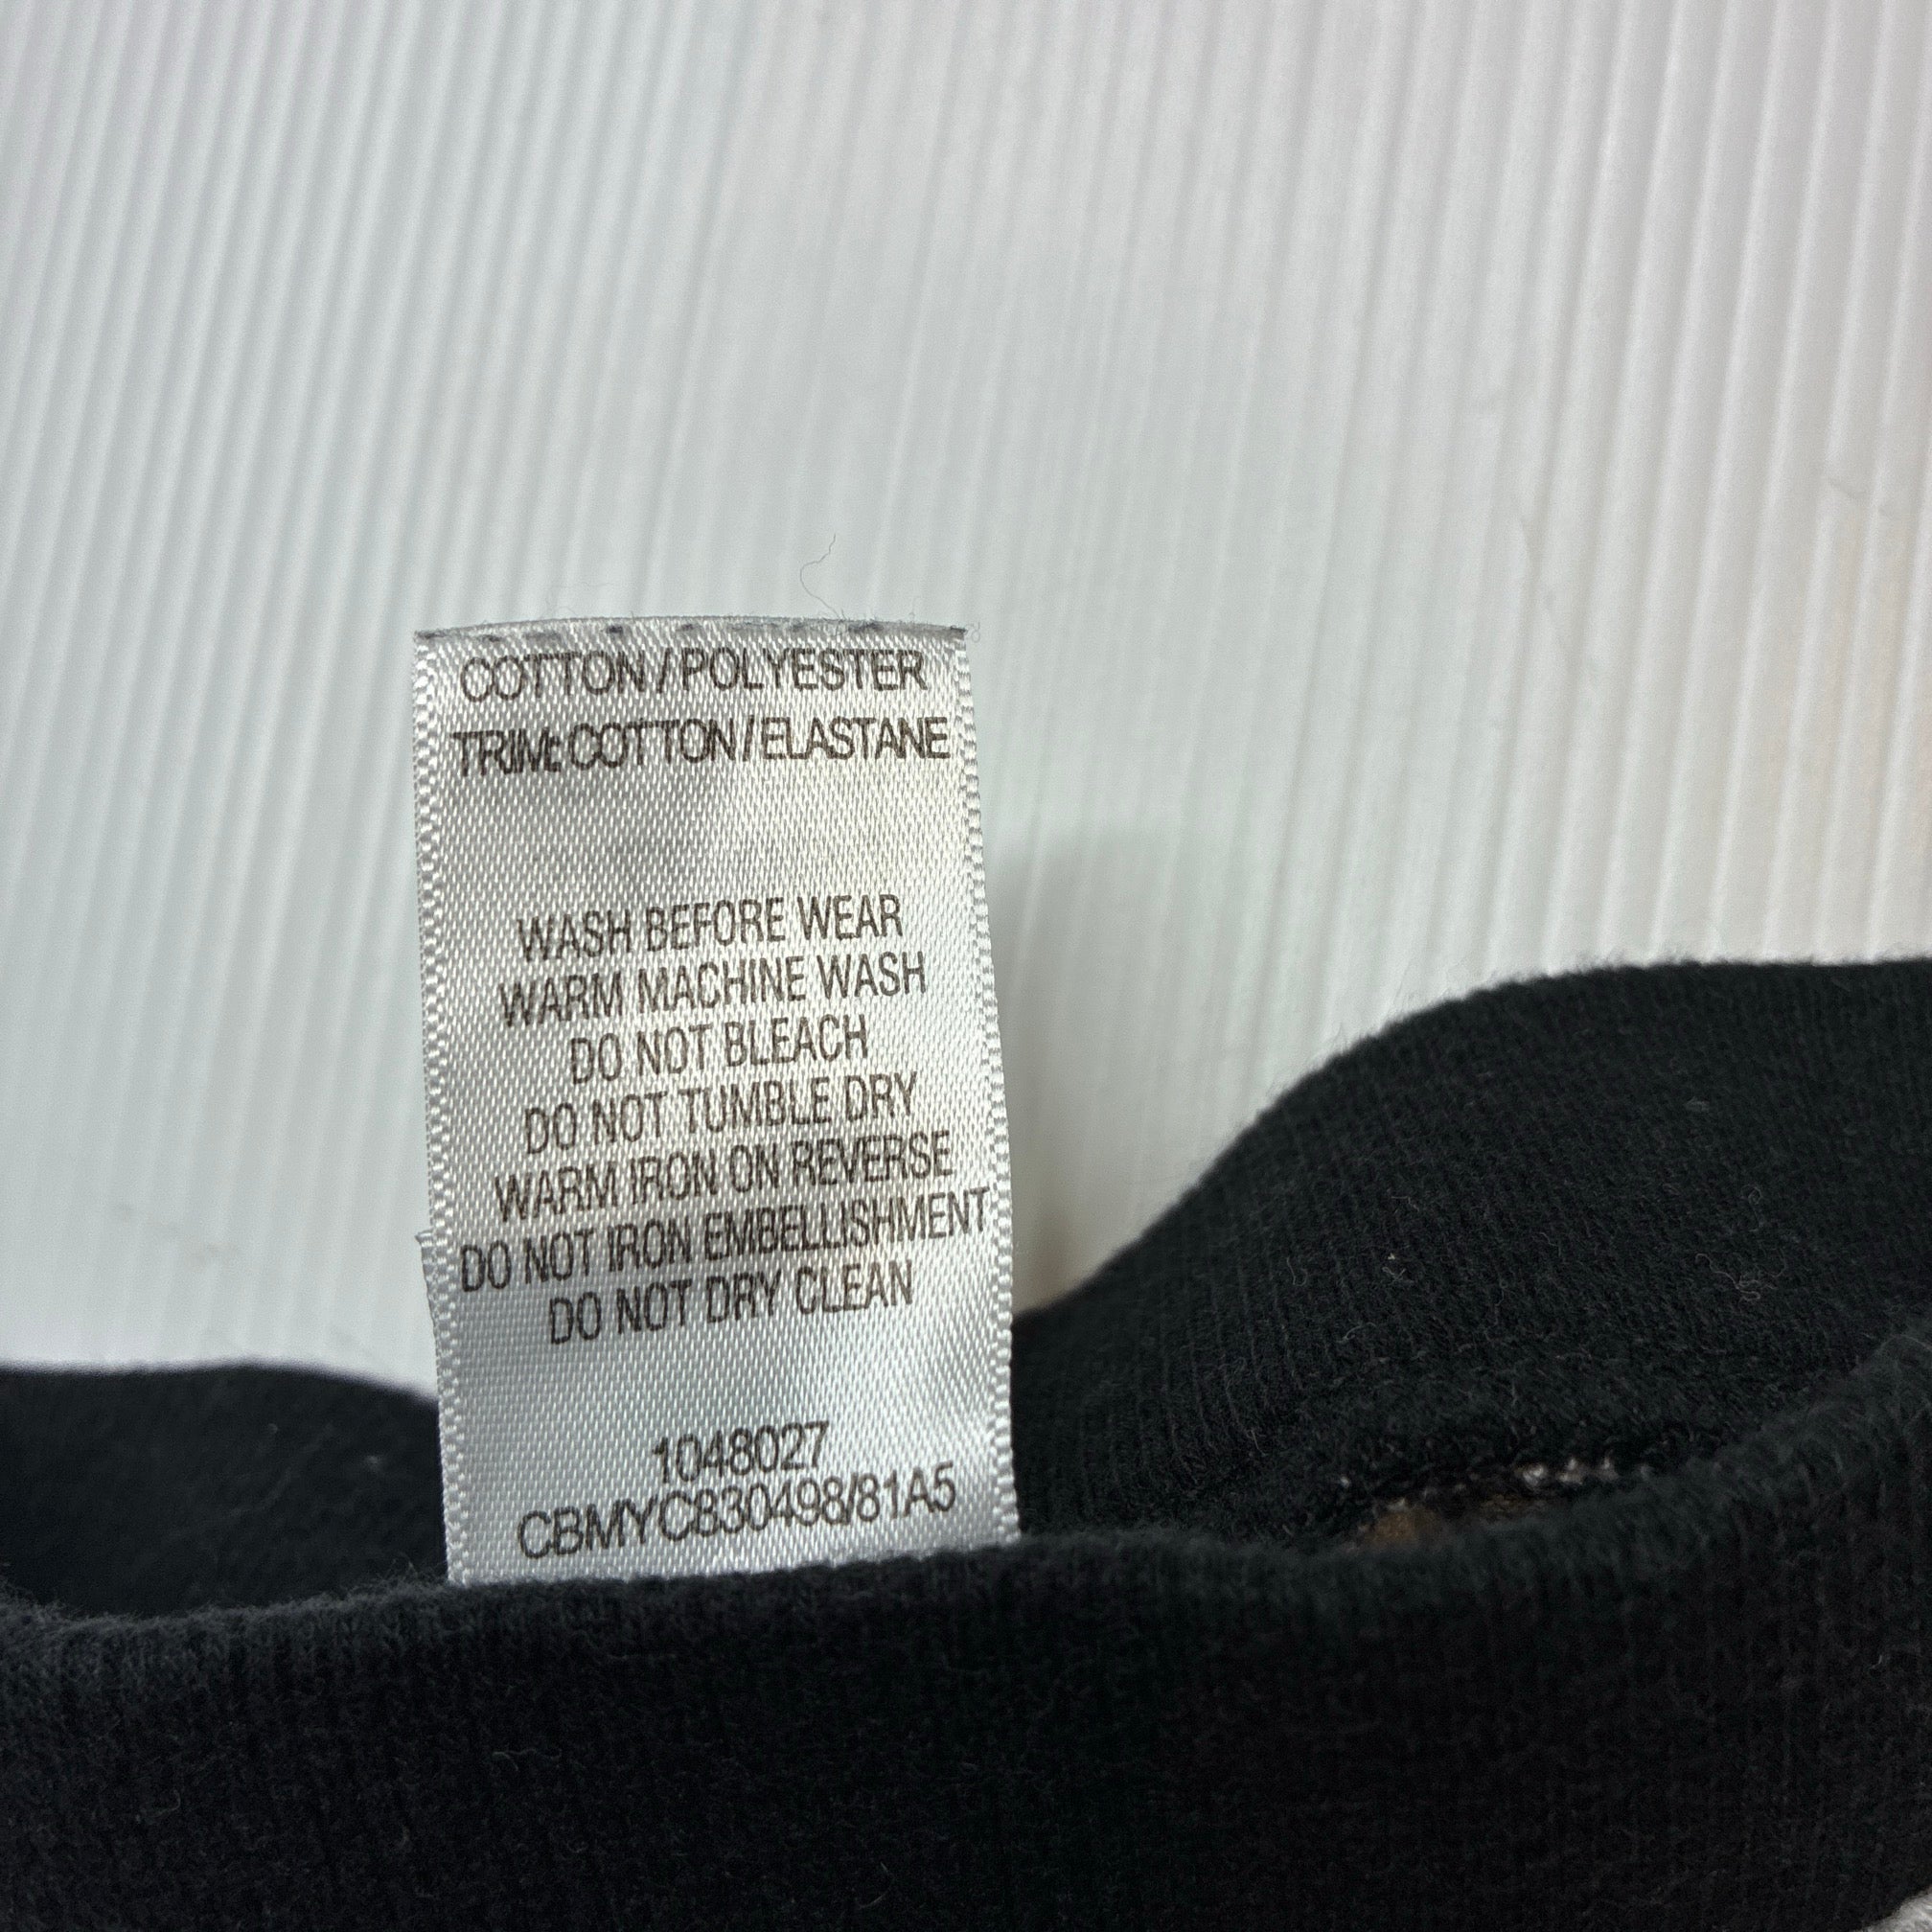 COTTON/POLYESTER
TRIM: COTTON/ELASTANE
WASH BEFORE WEAR
WARM MACHINE WASH
DO NOT BLEACH
DO NOT TUMBLE DRY
WARM IRON ON REVERSE
DO NOT IRON EMBELLISHMENT
DO NOT DRY CLEAN
1048027
CBMYC830498/81A5